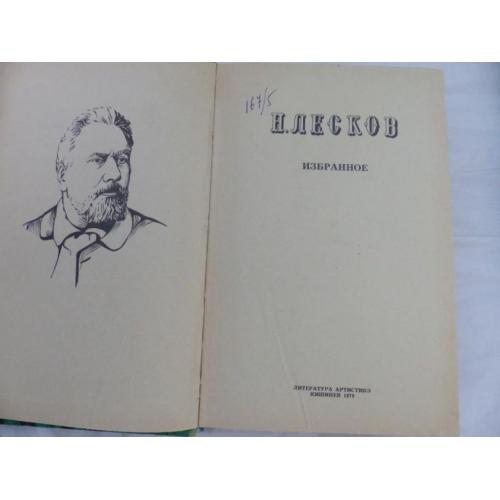 167/5
Н. ЛЕСКОВ
ИЗБРАННОЕ
ЛИТЕРАТУРА АРТИСТИКЭ
КИШИНЕВ 1979